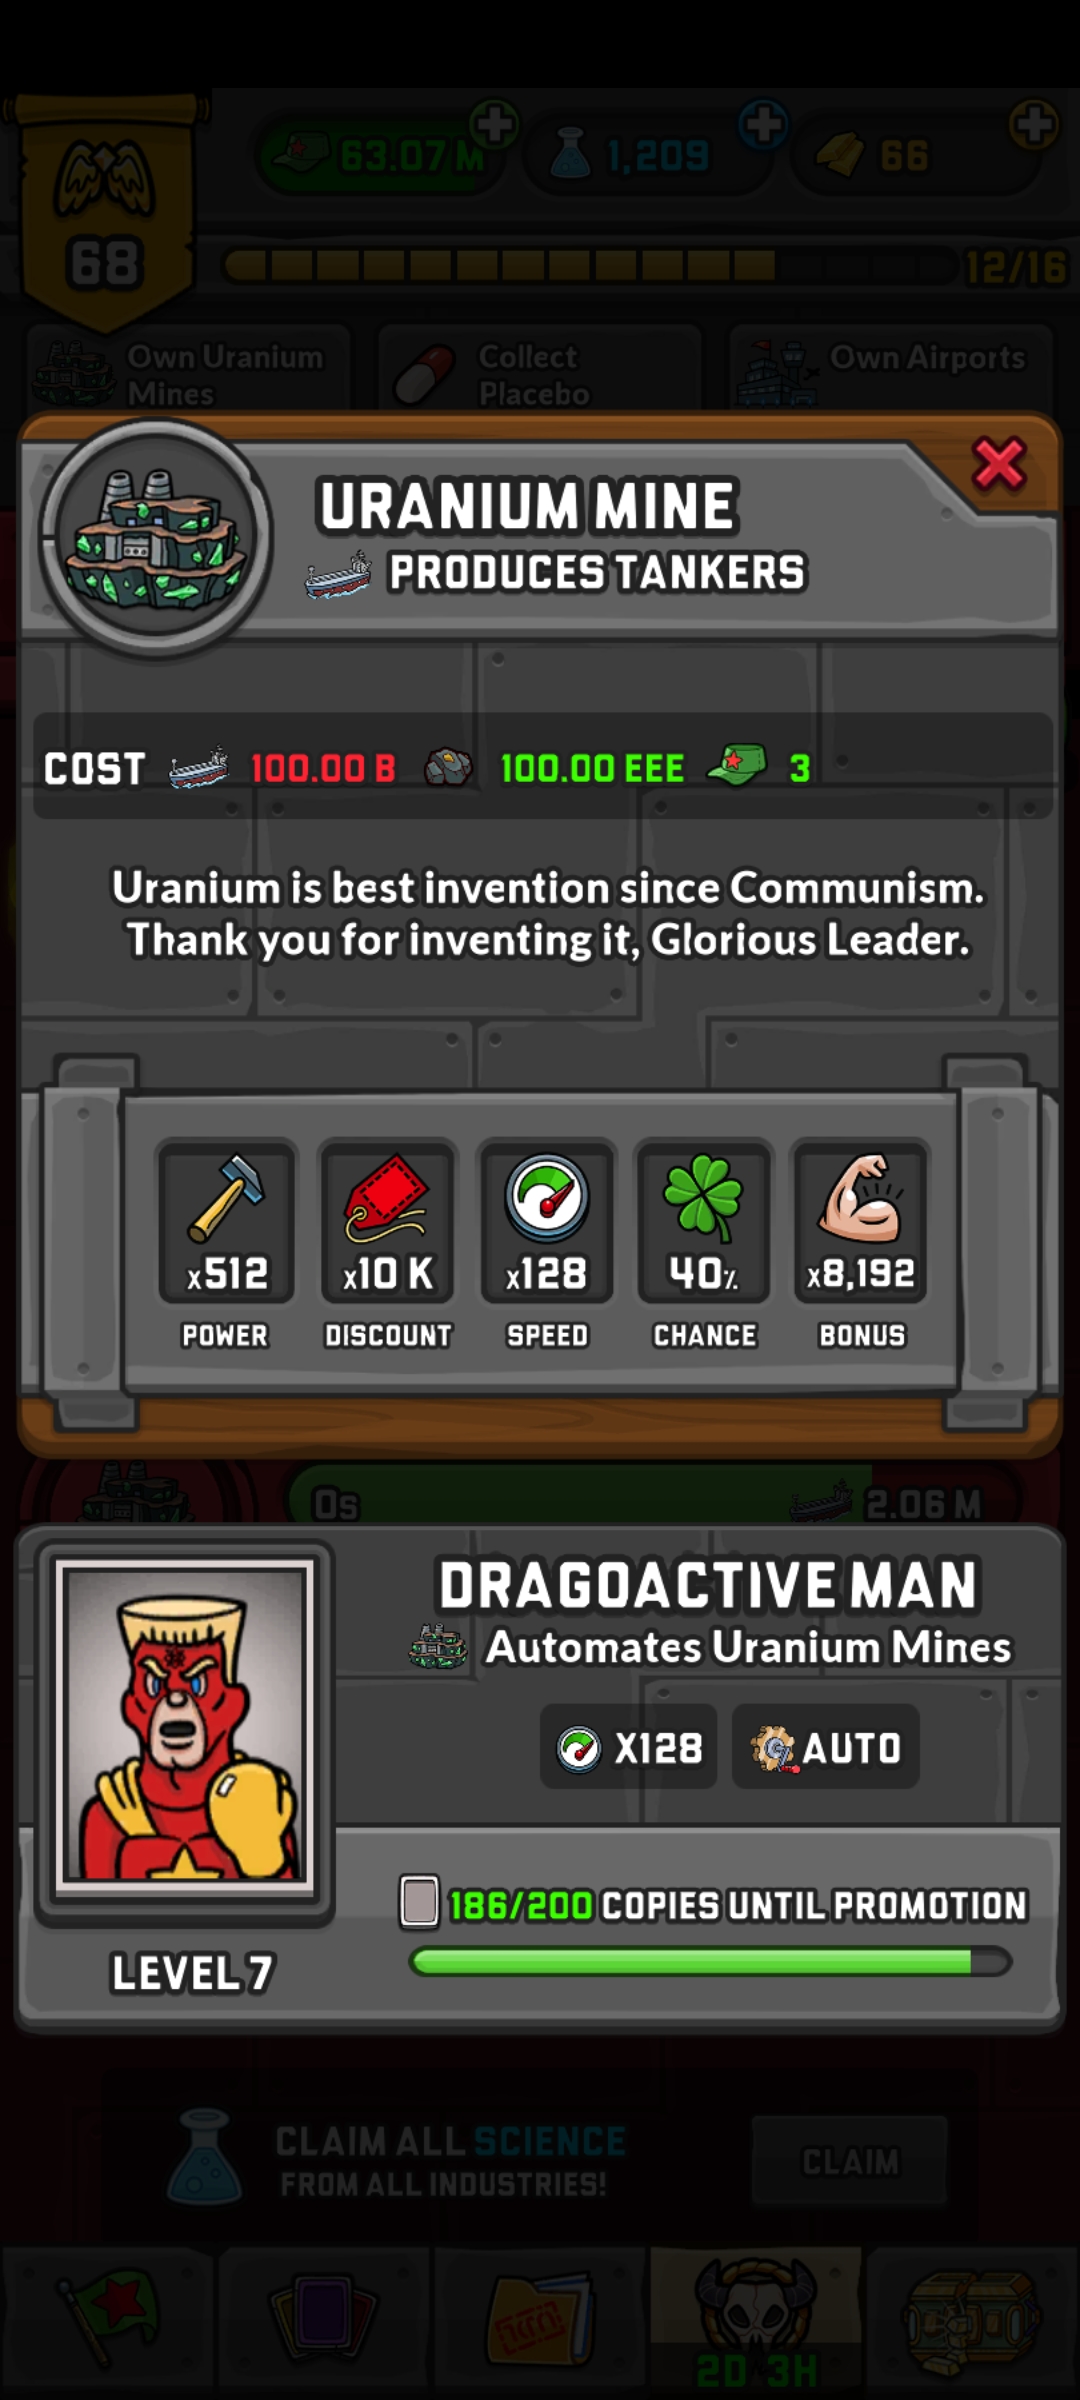 63.07 M
1,209
66
68
12/16
Own Uranium
Mines
Collect
Placebo
Own Airports
URANIUM MINE
PRODUCES TANKERS
COST 100.00 B 100.00 EEE 3
Uranium is best invention since Communism.
Thank you for inventing it, Glorious Leader.
x512
x10 K
x128
40%
x8,192
POWER
DISCOUNT
SPEED
CHANCE
BONUS
0s
2.06 M
DRAGOACTIVE MAN
Automates Uranium Mines
X128
AUTO
186/200 COPIES UNTIL PROMOTION
LEVEL 7
CLAIM ALL SCIENCE
FROM ALL INDUSTRIES!
CLAIM
2D 3H